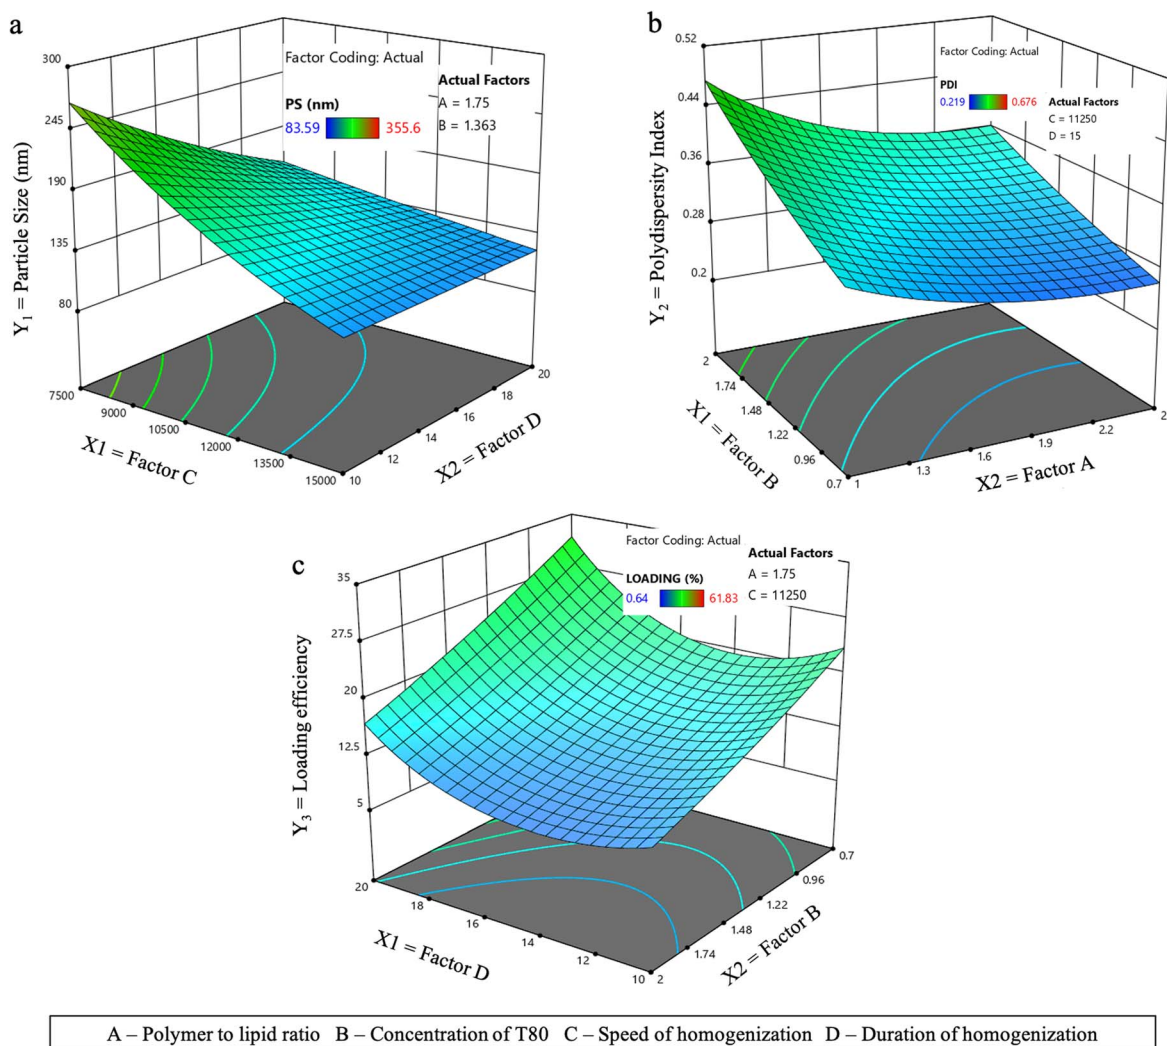 a
Y1 = Particle Size (nm)
300
245
190
135
80
Factor Coding: Actual
PS (nm)
83.59 355.6
Actual Factors
A = 1.75
B = 1.363
7500
9000
10500
12000
13500
15000
X1 = Factor C
10
12
14
16
18
20
X2 = Factor D
b
Y2 = Polydispersity Index
0.52
0.44
0.36
0.28
0.2
Factor Coding: Actual
PDI
0.219 0.676
Actual Factors
C = 11250
D = 15
2
1.74
1.48
1.22
0.96
0.7
X1 = Factor B
1
1.3
1.6
1.9
2.2
2
X2 = Factor A
c
Y3 = Loading efficiency
35
27.5
20
12.5
5
Factor Coding: Actual
LOADING (%)
0.64 61.83
Actual Factors
A = 1.75
C = 11250
20
18
16
14
12
10
X1 = Factor D
2
1.74
1.48
1.22
0.96
0.7
X2 = Factor B
A – Polymer to lipid ratio B – Concentration of T80 C – Speed of homogenization D – Duration of homogenization